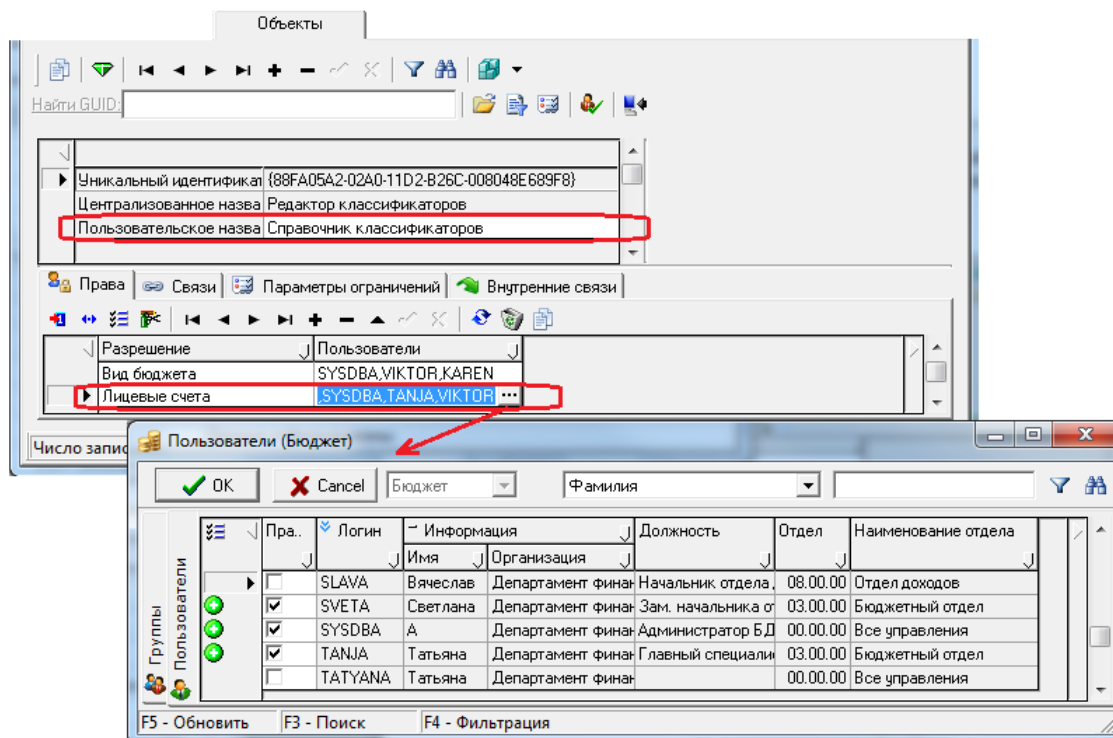 Объекты
Найти GUID:
Уникальный идентификат {88FA05A2-02A0-11D2-B26C-008048E689F8}
Централизованное назва Редактор классификаторов
Пользовательское назва Справочник классификаторов
Права Связи Параметры ограничений Внутренние связи
Разрешение Пользователи
Вид бюджета SYSDBA,VIKTOR,KAREN
Лицевые счета ,SYSDBA,TANJA,VIKTOR ...
Число запис
Пользователи (Бюджет)
OK Cancel Бюджет Фамилия
Группы
Пользователи
Пра.. Логин Информация Должность Отдел Наименование отдела
Имя Организация
SLAVA Вячеслав Департамент финан Начальник отдела, 08.00.00 Отдел доходов
SVETA Светлана Департамент финан Зам. начальника от 03.00.00 Бюджетный отдел
SYSDBA А Департамент финан Администратор БД 00.00.00 Все управления
TANJA Татьяна Департамент финан Главный специали 03.00.00 Бюджетный отдел
TATYANA Татьяна Департамент финан 00.00.00 Все управления
F5 - Обновить F3 - Поиск F4 - Фильтрация